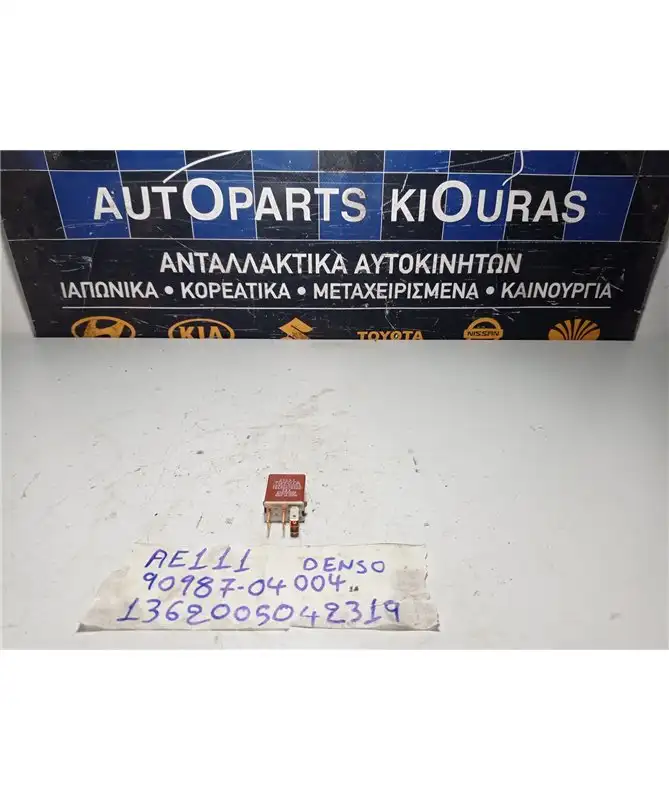 AUTOPARTS KIOURAS
ΑΝΤΑΛΛΑΚΤΙΚΑ ΑΥΤΟΚΙΝΗΤΩΝ
ΙΑΠΩΝΙΚΑ • ΚΟΡΕΑΤΙΚΑ • ΜΕΤΑΧΕΙΡΙΣΜΕΝΑ • ΚΑΙΝΟΥΡΓΙΑ
KIA TOYOTA NISSAN
AE111 DENSO
90987-04004
1362005042319